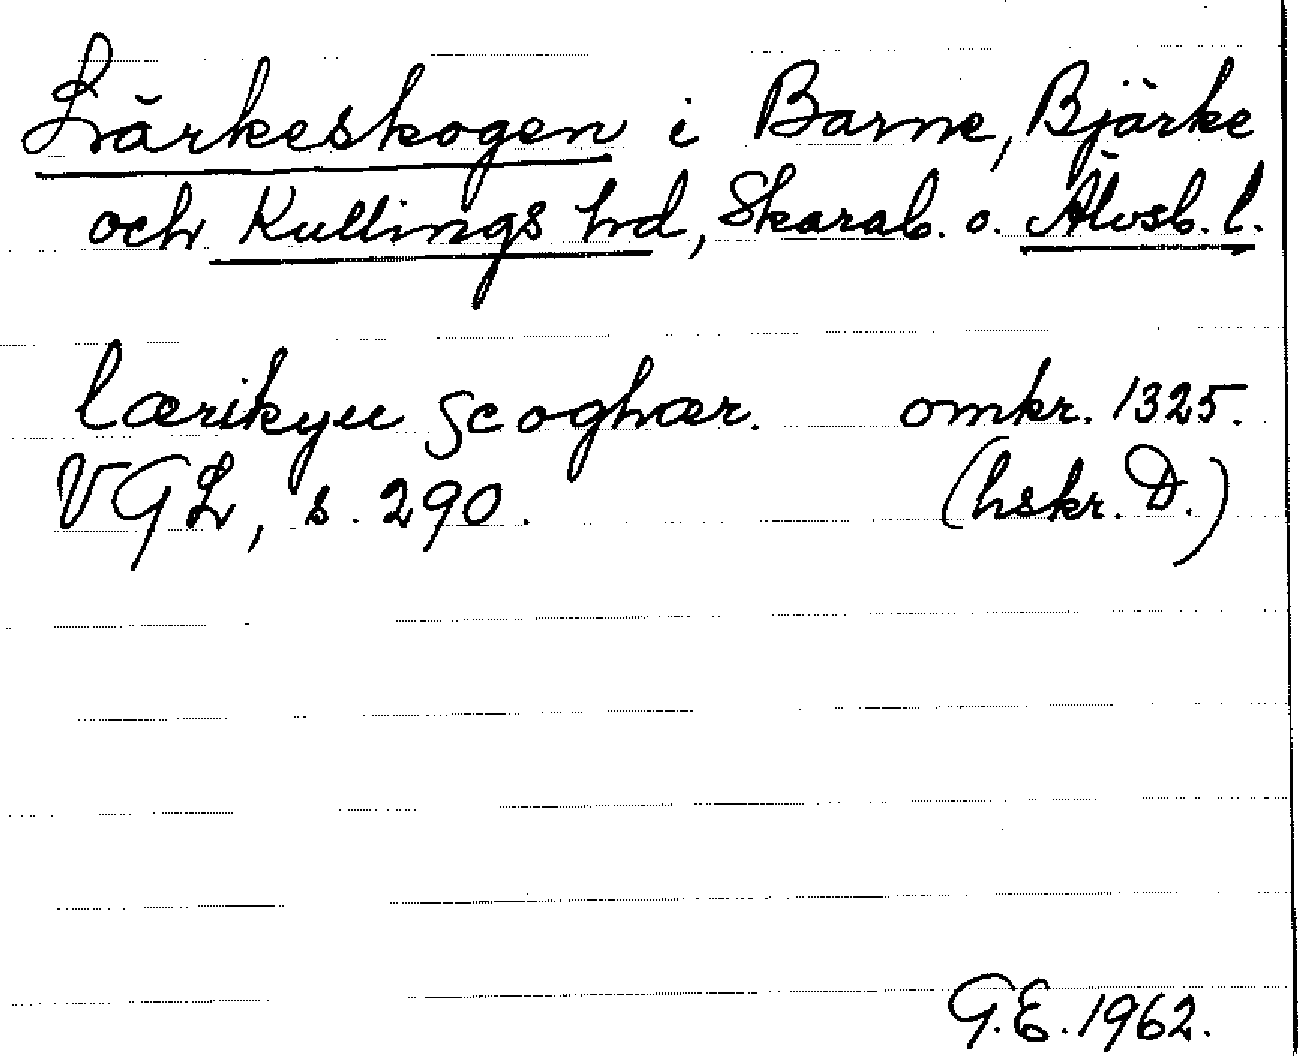 Lärkeskogen i Barne, Bjärke
och Kullings hd, Skarab. o. Älvsb. l.
lærikyu scoghær. omkr. 1325.
VGL, s. 290. (hskr. D.)
G.E. 1962.